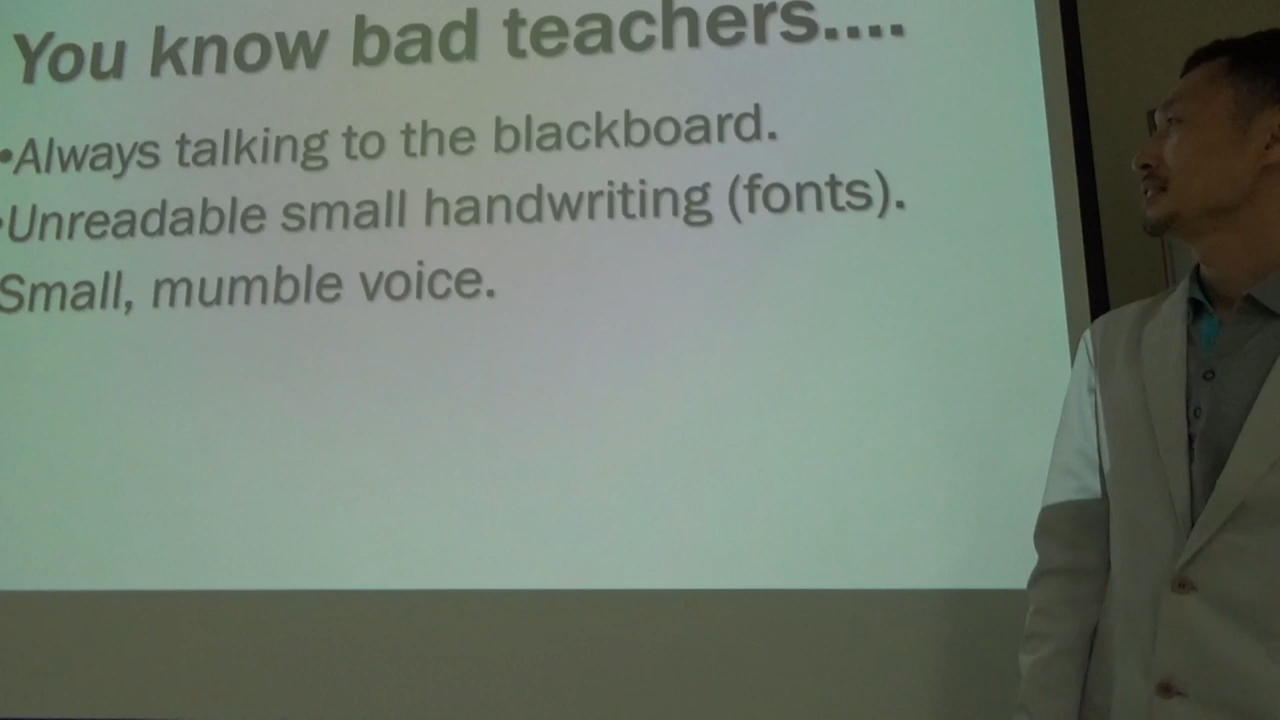 You know bad teachers....
•Always talking to the blackboard.
•Unreadable small handwriting (fonts).
Small, mumble voice.